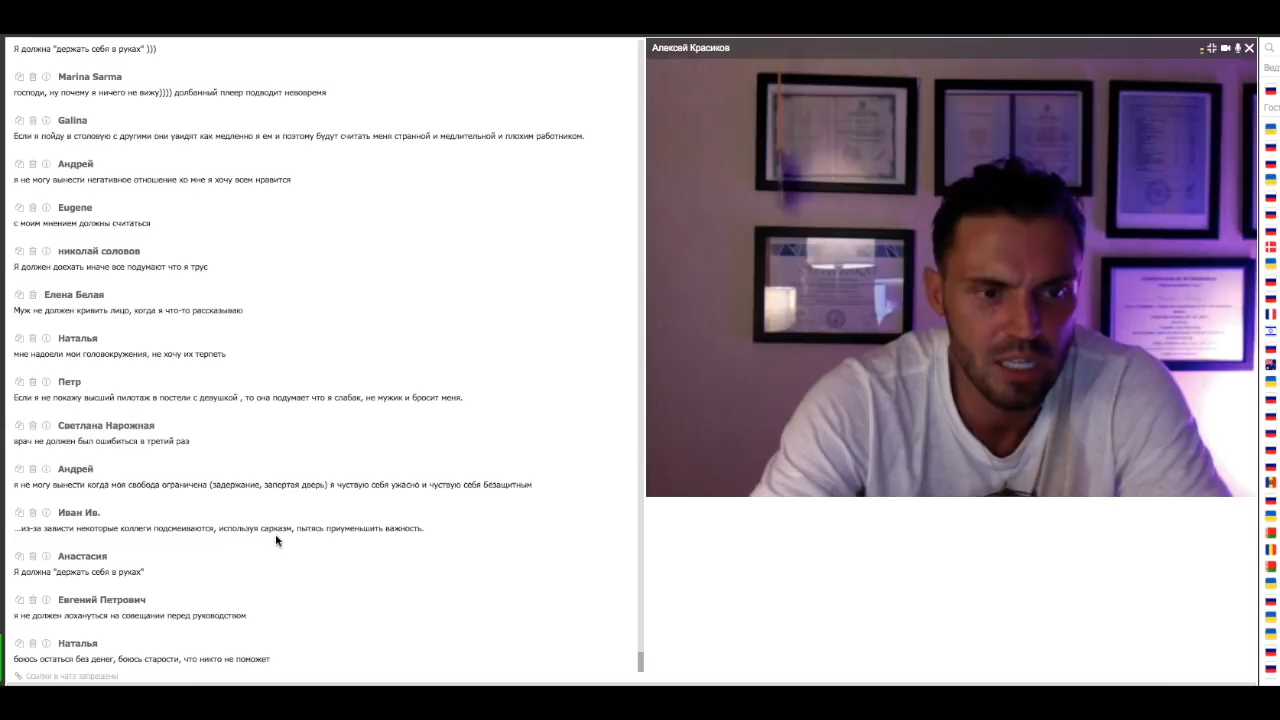 Я должна "держать себя в руках" )))
Marina Sarma
господи, ну почему я ничего не вижу)))) долбанный плеер подводит невовремя
Galina
Если я пойду в столовую с другими они увидят как медленно я ем и поэтому будут считать меня странной и медлительной и плохим работником.
Андрей
я не могу вынести негативное отношение ко мне я хочу всем нравится
Eugene
с моим мнением должны считаться
николай соловов
Я должен доехать иначе все подумают что я трус
Елена Белая
Муж не должен кривить лицо, когда я что-то рассказываю
Наталья
мне надоели мои головокружения, не хочу их терпеть
Петр
Если я не покажу высший пилотаж в постели с девушкой , то она подумает что я слабак, не мужик и бросит меня.
Светлана Нарожная
врач не должен был ошибиться в третий раз
Андрей
я не могу вынести когда моя свобода ограничена (задержание, запертая дверь) я чуствую себя ужасно и чуствую себя безащитным
Иван Ив.
...из-за зависти некоторые коллеги подсмеиваются, используя сарказм, пытясь приуменьшить важность.
Анастасия
Я должна "держать себя в руках"
Евгений Петрович
я не должен лохануться на совещании перед руководством
Наталья
боюсь остаться без денег, боюсь старости, что никто не поможет
Ссылки в чате запрещены
Алексей Красиков
Вед
Гост